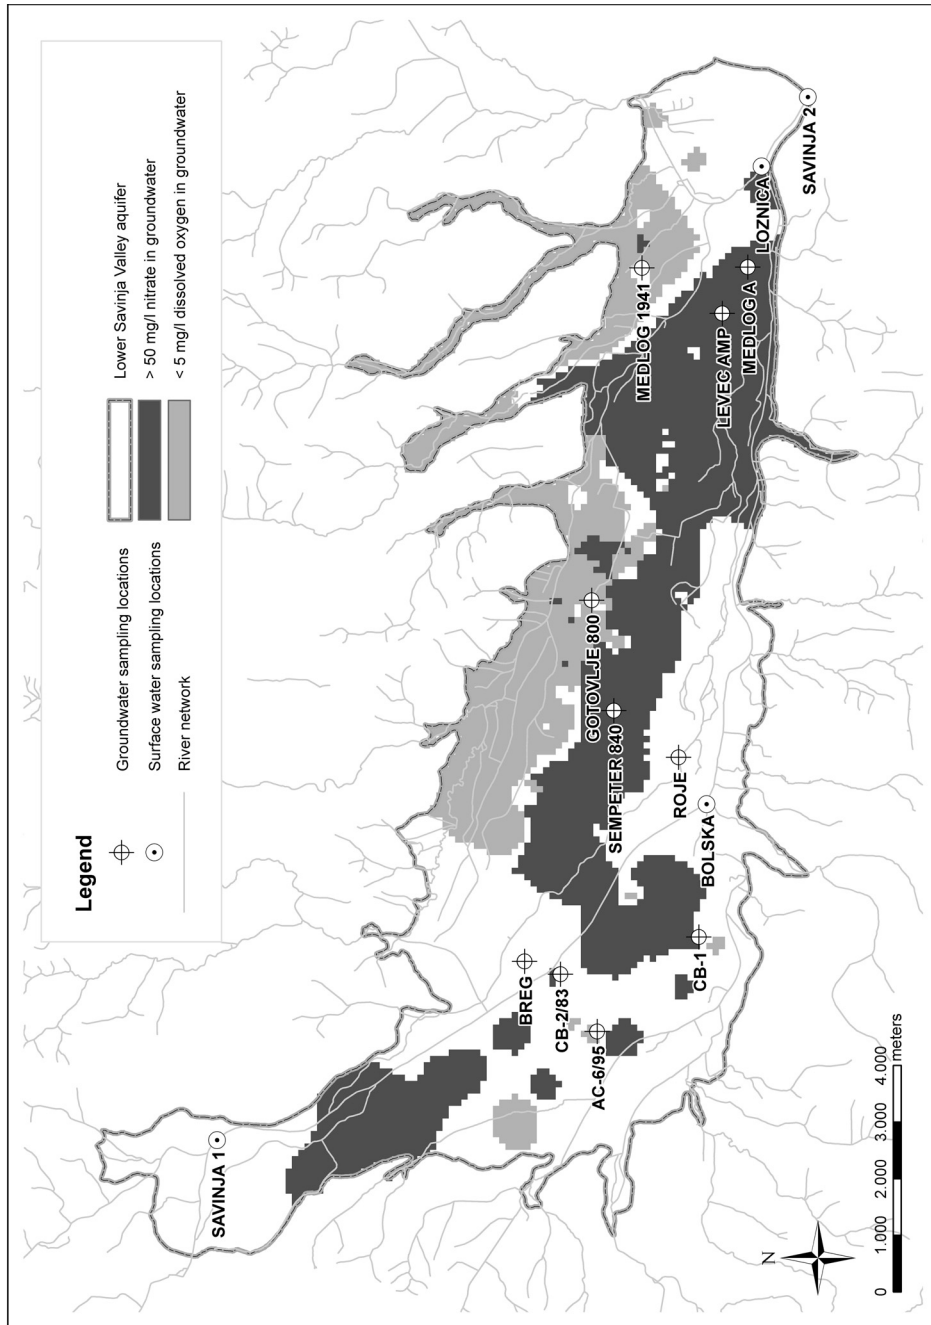 Legend
Groundwater sampling locations
Surface water sampling locations
River network
Lower Savinja Valley aquifer
> 50 mg/l nitrate in groundwater
< 5 mg/l dissolved oxygen in groundwater
SAVINJA 1
BREG
CB-2/83
AC-6/95
CB-1
BOLSKA
ROJE
SEMPETER 840
GOTOVLJE 800
MEDLOG 1941
LEVEC AMP
MEDLOG A
LOZNICA
SAVINJA 2
N
0 1.000 2.000 3.000 4.000
meters